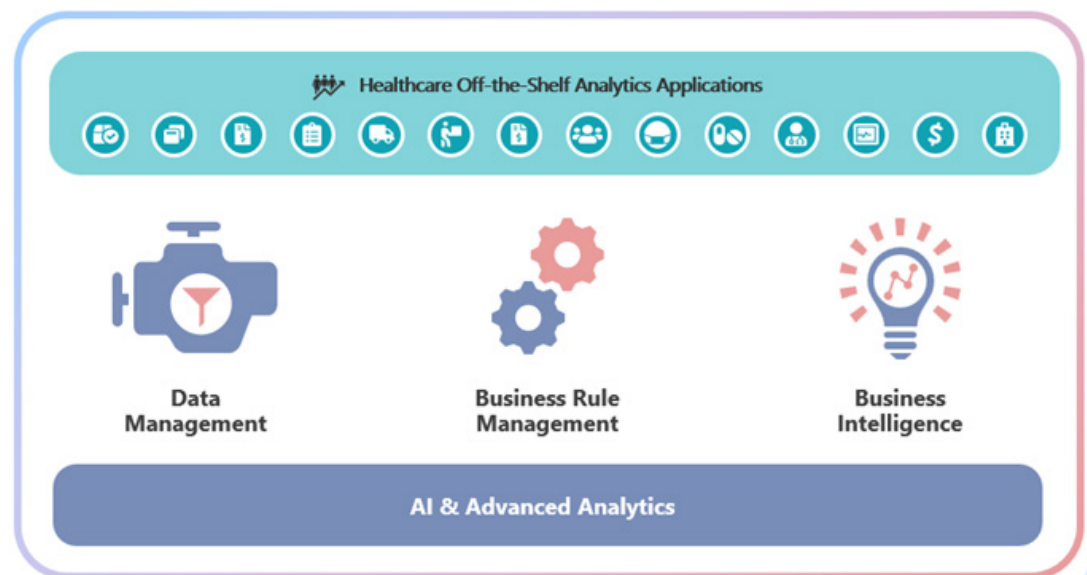 Healthcare Off-the-Shelf Analytics Applications
Data
Management
Business Rule
Management
Business
Intelligence
AI & Advanced Analytics